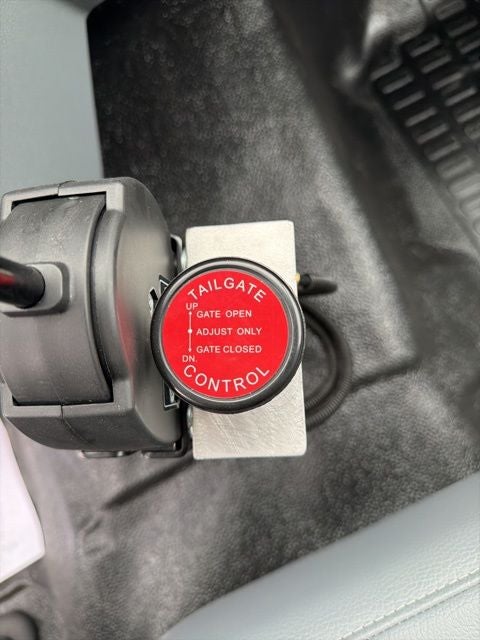 TAILGATE
UP
GATE OPEN
ADJUST ONLY
GATE CLOSED
DN
CONTROL